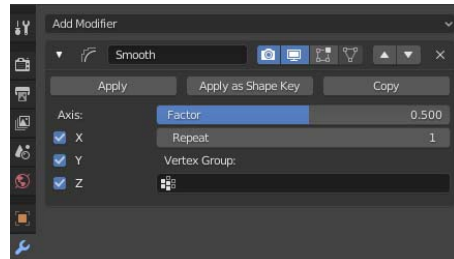 Add Modifier
Smooth
Apply Apply as Shape Key Copy
Axis: Factor 0.500
X Repeat 1
Y Vertex Group:
Z